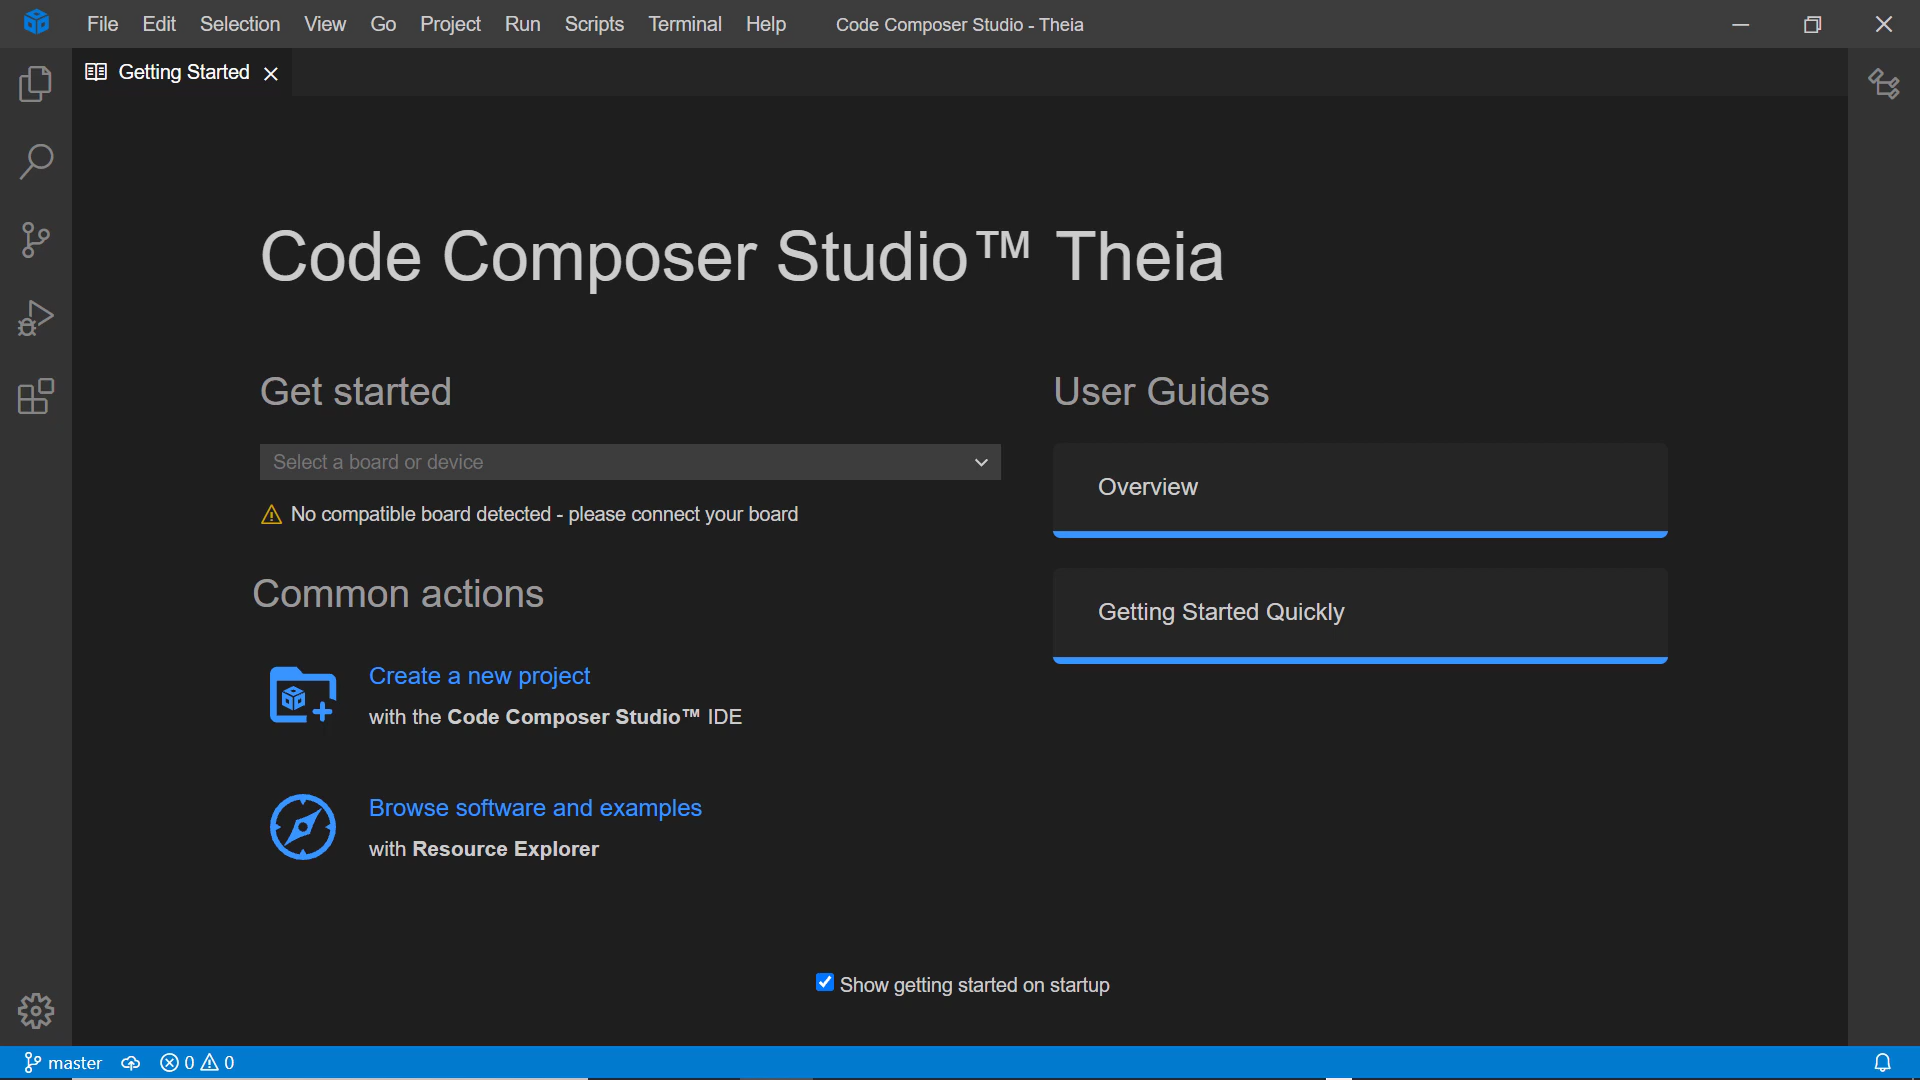 File Edit Selection View Go Project Run Scripts Terminal Help Code Composer Studio - Theia
Getting Started
Code Composer Studio™ Theia
Get started
Select a board or device
No compatible board detected - please connect your board
Common actions
Create a new project
with the Code Composer Studio™ IDE
Browse software and examples
with Resource Explorer
User Guides
Overview
Getting Started Quickly
Show getting started on startup
master 0 0